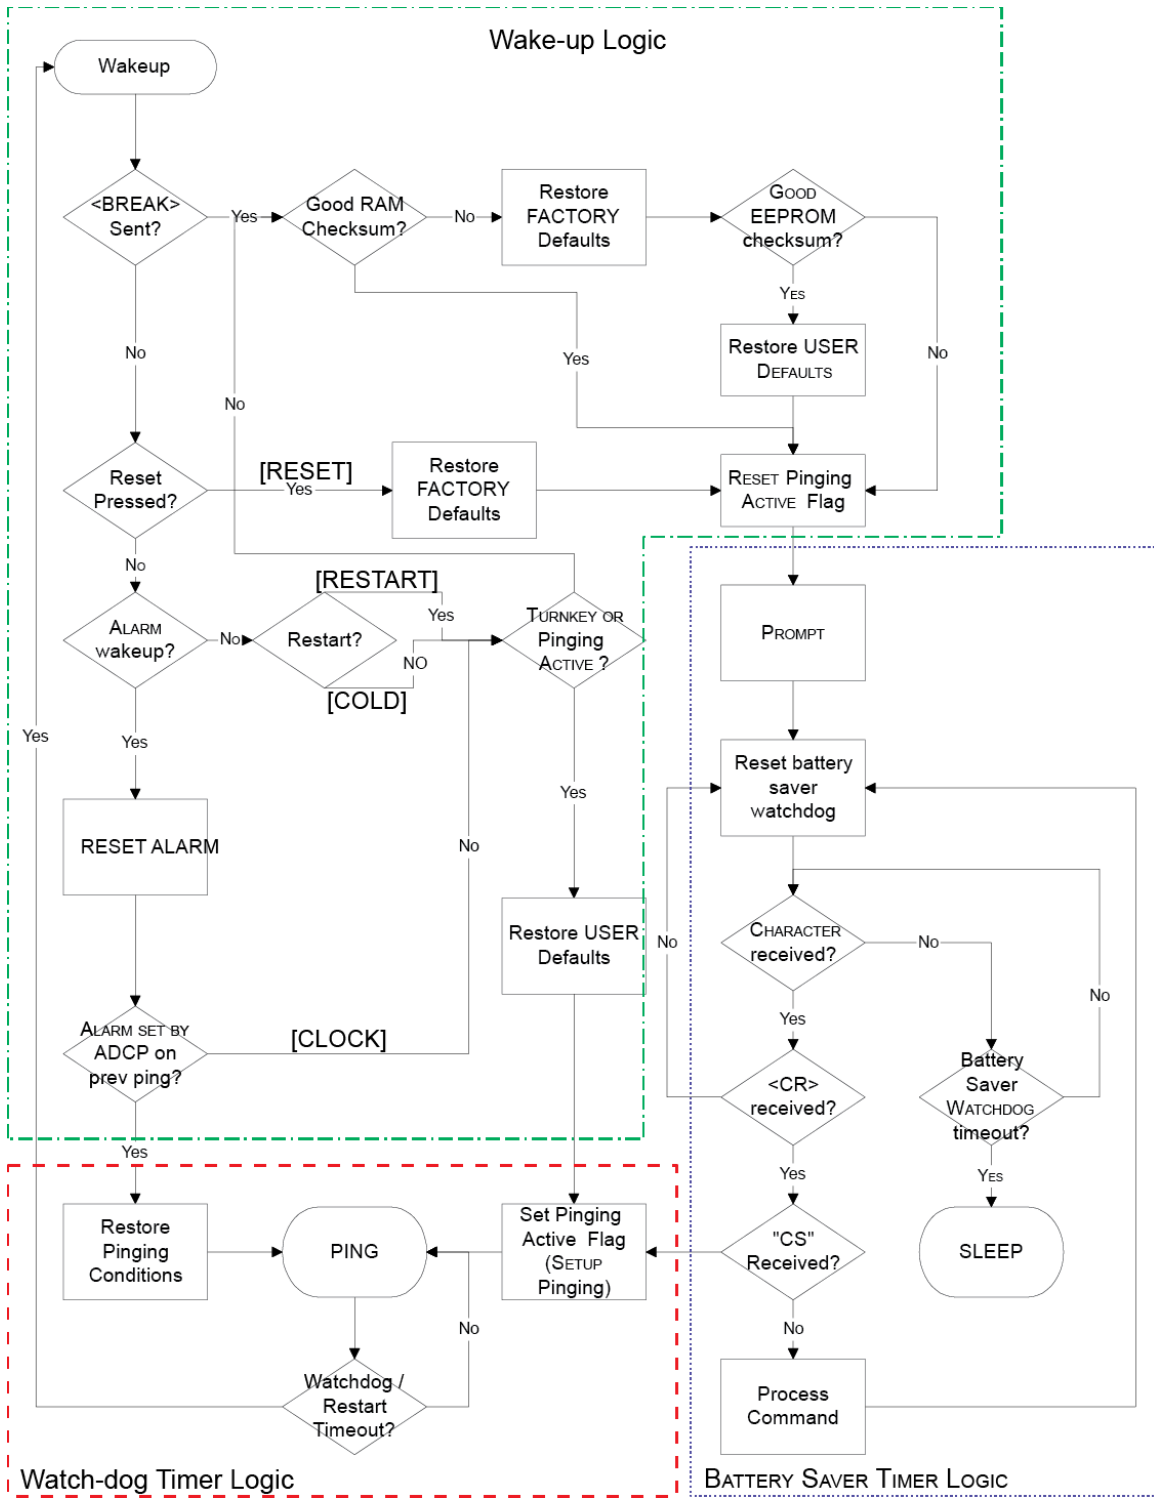 Wake-up Logic
Wakeup
<BREAK>
Sent?
Yes
Good RAM
Checksum?
No
Restore
FACTORY
Defaults
GOOD
EEPROM
checksum?
YES
No
Restore USER
DEFAULTS
Yes
No
No
Reset
Pressed?
[RESET]
Yes
Restore
FACTORY
Defaults
RESET Pinging
ACTIVE Flag
No
[RESTART]
Yes
ALARM
wakeup?
No
Restart?
NO
[COLD]
TURNKEY OR
Pinging
ACTIVE ?
PROMPT
Yes
Yes
Reset battery
saver
watchdog
Yes
RESET ALARM
No
Restore USER
Defaults
No
CHARACTER
received?
No
No
ALARM SET BY
ADCP on
prev ping?
[CLOCK]
Yes
<CR>
received?
Battery
Saver
WATCHDOG
timeout?
Yes
Yes
YES
Restore
Pinging
Conditions
PING
Set Pinging
Active Flag
(SETUP
Pinging)
"CS"
Received?
SLEEP
No
No
Watchdog /
Restart
Timeout?
Process
Command
Watch-dog Timer Logic
BATTERY SAVER TIMER LOGIC